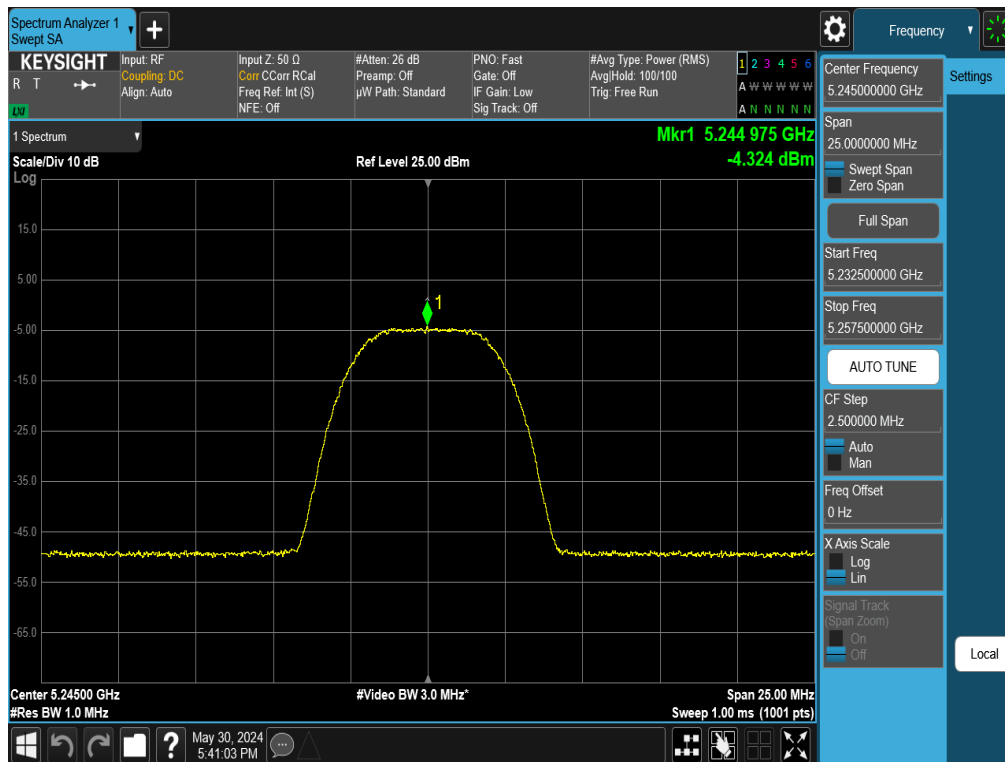 Spectrum Analyzer 1
Swept SA
+
Frequency
KEYSIGHT
R T
LXI
Input: RF
Coupling: DC
Align: Auto
Input Z: 50 Ω
Corr CCorr RCal
Freq Ref: Int (S)
NFE: Off
#Atten: 26 dB
Preamp: Off
µW Path: Standard
PNO: Fast
Gate: Off
IF Gain: Low
Sig Track: Off
#Avg Type: Power (RMS)
Avg|Hold: 100/100
Trig: Free Run
1 2 3 4 5 6
A W W W W W
A N N N N N
1 Spectrum
Mkr1 5.244 975 GHz
-4.324 dBm
Scale/Div 10 dB
Ref Level 25.00 dBm
Log
15.0
5.00
-5.00
-15.0
-25.0
-35.0
-45.0
-55.0
-65.0
1
Center 5.24500 GHz
#Video BW 3.0 MHz*
Span 25.00 MHz
#Res BW 1.0 MHz
Sweep 1.00 ms (1001 pts)
Center Frequency
5.245000000 GHz
Settings
Span
25.0000000 MHz
Swept Span
Zero Span
Full Span
Start Freq
5.232500000 GHz
Stop Freq
5.257500000 GHz
AUTO TUNE
CF Step
2.500000 MHz
Auto
Man
Freq Offset
0 Hz
X Axis Scale
Log
Lin
Signal Track
(Span Zoom)
On
Off
Local
?
May 30, 2024
5:41:03 PM